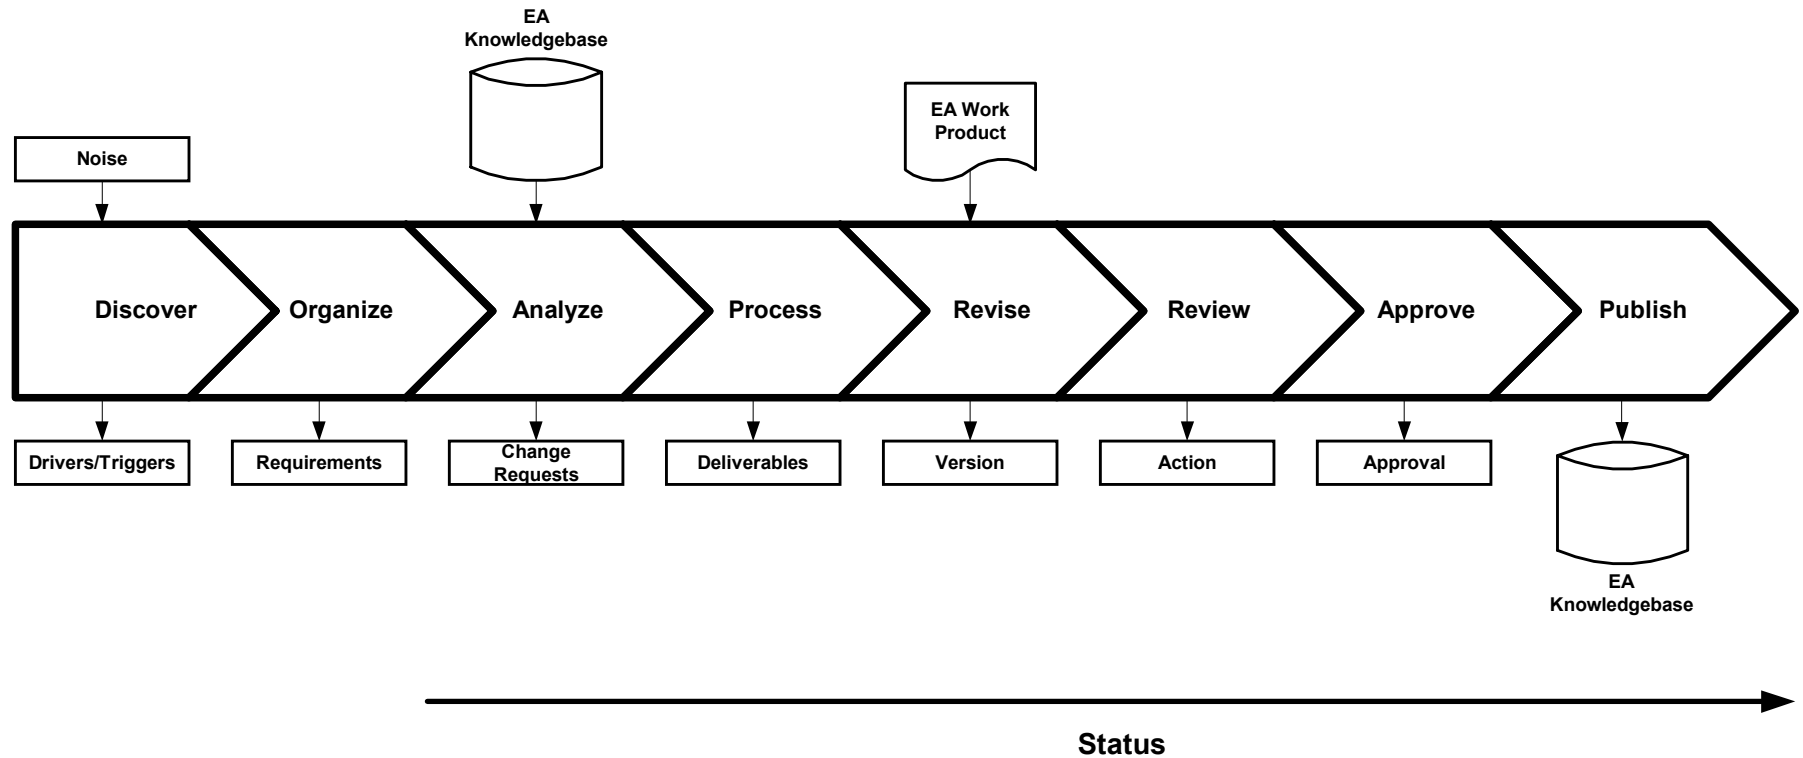 EA
Knowledgebase
EA Work
Product
Noise
Discover
Organize
Analyze
Process
Revise
Review
Approve
Publish
Drivers/Triggers
Requirements
Change
Requests
Deliverables
Version
Action
Approval
EA
Knowledgebase
Status